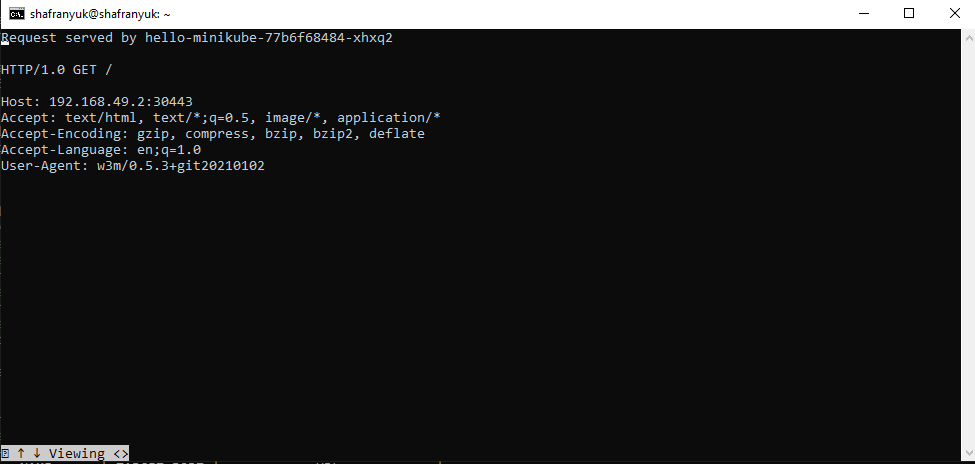 shafranyuk@shafranyuk: ~
Request served by hello-minikube-77b6f68484-xhxq2
HTTP/1.0 GET /
Host: 192.168.49.2:30443
Accept: text/html, text/*;q=0.5, image/*, application/*
Accept-Encoding: gzip, compress, bzip, bzip2, deflate
Accept-Language: en;q=1.0
User-Agent: w3m/0.5.3+git20210102
↑ ↓ Viewing <>